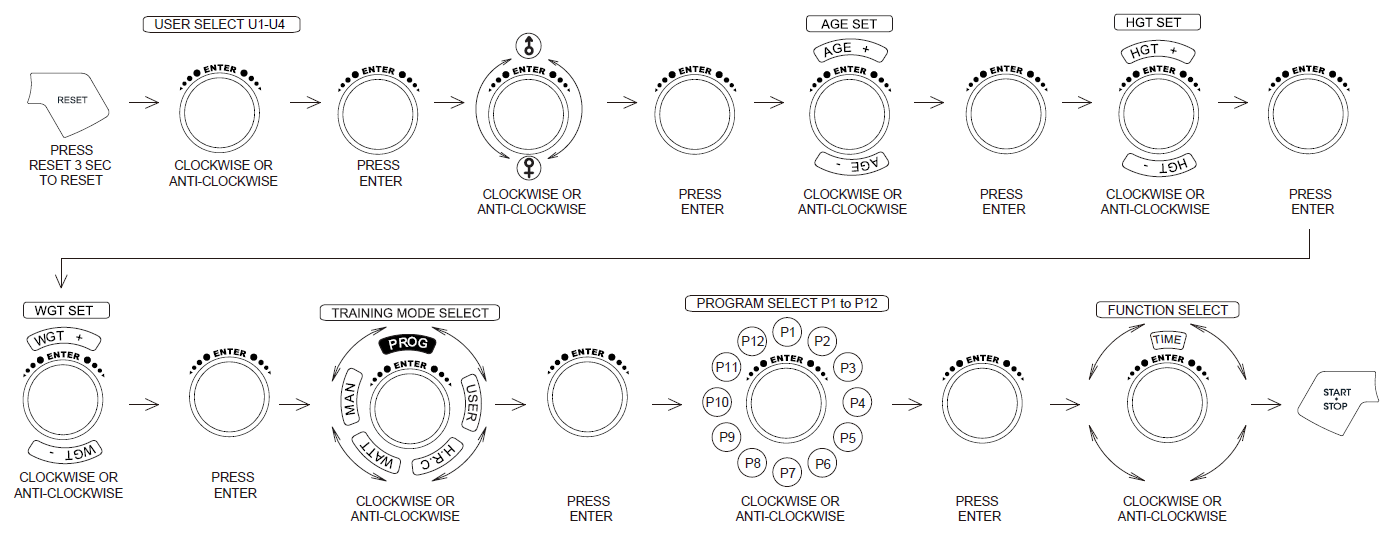 USER SELECT U1-U4
AGE SET
HGT SET
AGE +
HGT +
ENTER
ENTER
ENTER
ENTER
ENTER
ENTER
ENTER
ENTER
RESET
AGE -
HGT -
PRESS
RESET 3 SEC
TO RESET
CLOCKWISE OR
ANTI-CLOCKWISE
PRESS
ENTER
CLOCKWISE OR
ANTI-CLOCKWISE
PRESS
ENTER
CLOCKWISE OR
ANTI-CLOCKWISE
PRESS
ENTER
CLOCKWISE OR
ANTI-CLOCKWISE
PRESS
ENTER
WGT SET
WGT +
ENTER
WGT -
CLOCKWISE OR
ANTI-CLOCKWISE
ENTER
PRESS
ENTER
TRAINING MODE SELECT
PROG
ENTER
MAN
USER
WATT
H.R.C
CLOCKWISE OR
ANTI-CLOCKWISE
ENTER
PRESS
ENTER
PROGRAM SELECT P1 to P12
P1
P2
P3
P4
P5
P6
P7
P8
P9
P10
P11
P12
ENTER
CLOCKWISE OR
ANTI-CLOCKWISE
ENTER
PRESS
ENTER
FUNCTION SELECT
TIME
ENTER
CLOCKWISE OR
ANTI-CLOCKWISE
START
•
STOP